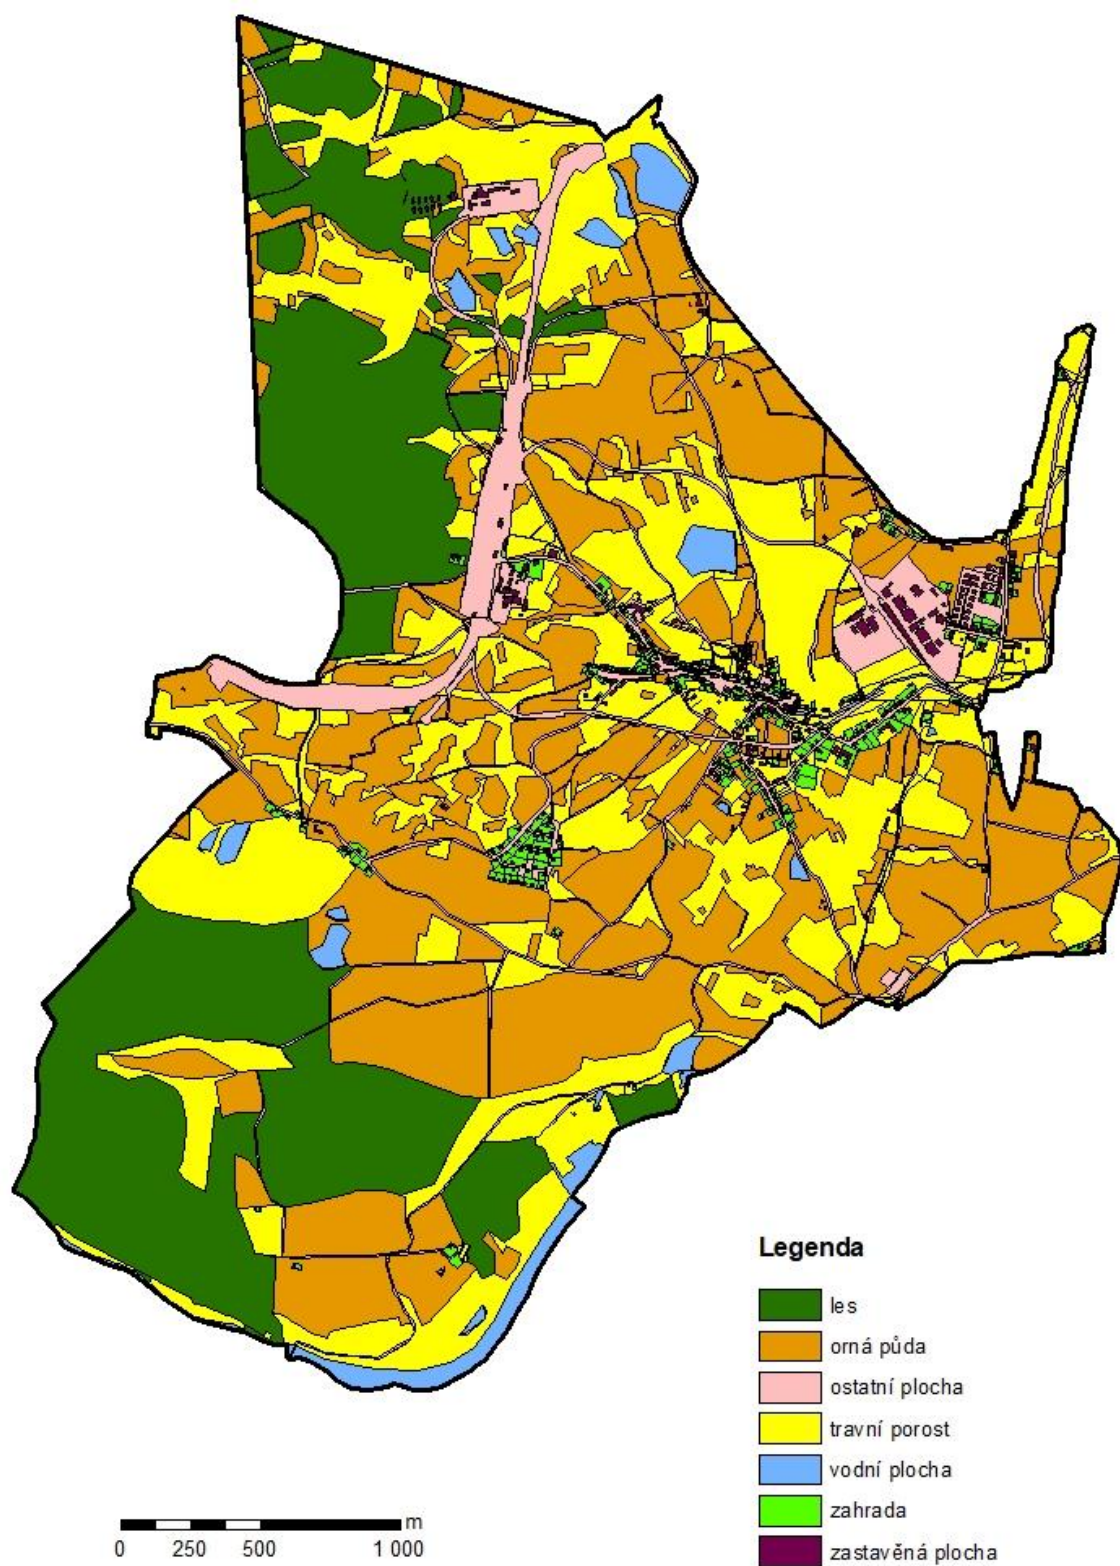 Legenda
les
orná půda
ostatní plocha
travní porost
vodní plocha
zahrada
zastavěná plocha
m
0 250 500 1 000